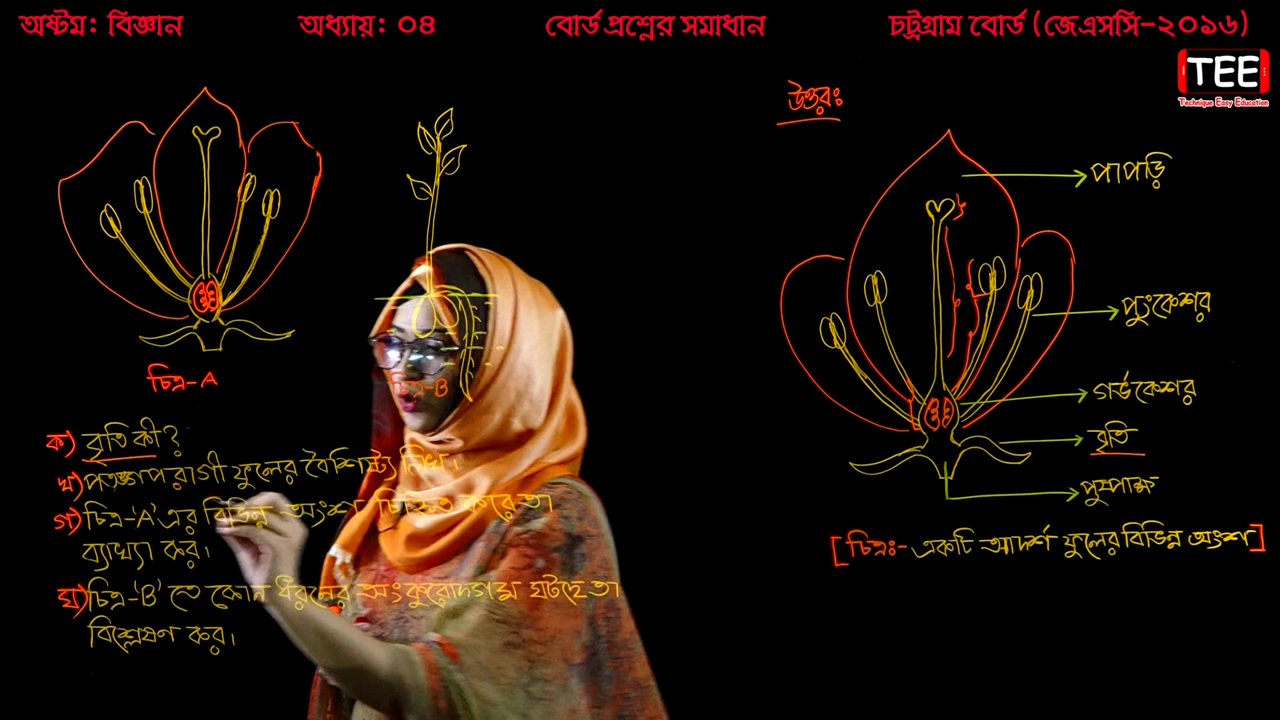 অষ্টম: বিজ্ঞান
অধ্যায়: ০৪
বোর্ড প্রশ্নের সমাধান
চট্রগ্রাম বোর্ড (জেএসসি-২০১৬)
TEE
Technique Easy Education
উত্তরঃ
পাপড়ি
পুংকেশর
গর্ভকেশর
বৃতি
পুষ্পাক্ষ
[চিত্রঃ- একটি আদর্শ ফুলের বিভিন্ন অংশ]
চিত্র-A
চিত্র-B
ক) বৃতি কী?
খ) পতঙ্গপরাগী ফুলের বৈশিষ্ট্য লিখ।
গ) চিত্র-'A' এর বিভিন্ন অংশ চিহ্নিত করে তা
ব্যাখ্যা কর।
ঘ) চিত্র-'B' তে কোন ধরনের অংকুরোদগম ঘটছে তা
বিশ্লেষণ কর।